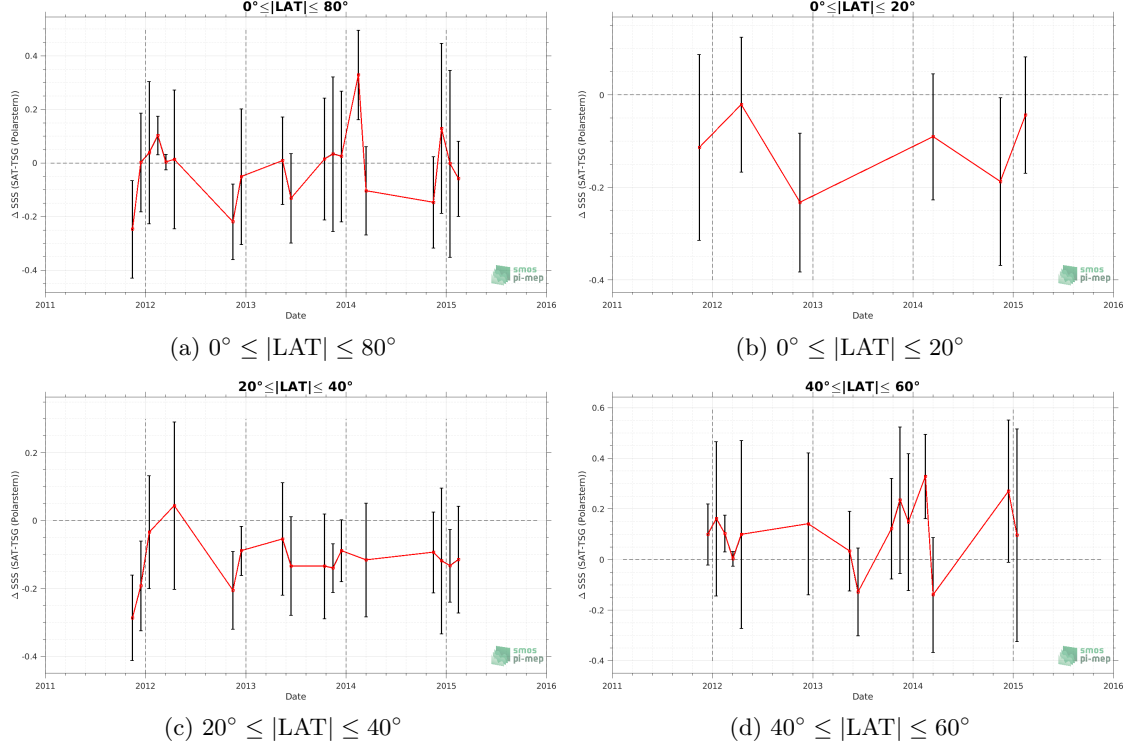 0°≤|LAT|≤ 80°
Δ SSS (SAT-TSG (Polarstern))
0.4
0.2
0
-0.2
-0.4
2011 2012 2013 2014 2015 2016
Date
smos
pi-mep
(a) 0° ≤ |LAT| ≤ 80°
0°≤|LAT|≤ 20°
Δ SSS (SAT-TSG (Polarstern))
0
-0.2
-0.4
2011 2012 2013 2014 2015 2016
Date
smos
pi-mep
(b) 0° ≤ |LAT| ≤ 20°
20°≤|LAT|≤ 40°
Δ SSS (SAT-TSG (Polarstern))
0.2
0
-0.2
-0.4
2011 2012 2013 2014 2015 2016
Date
smos
pi-mep
(c) 20° ≤ |LAT| ≤ 40°
40°≤|LAT|≤ 60°
Δ SSS (SAT-TSG (Polarstern))
0.6
0.4
0.2
0
-0.2
-0.4
2011 2012 2013 2014 2015 2016
Date
smos
pi-mep
(d) 40° ≤ |LAT| ≤ 60°